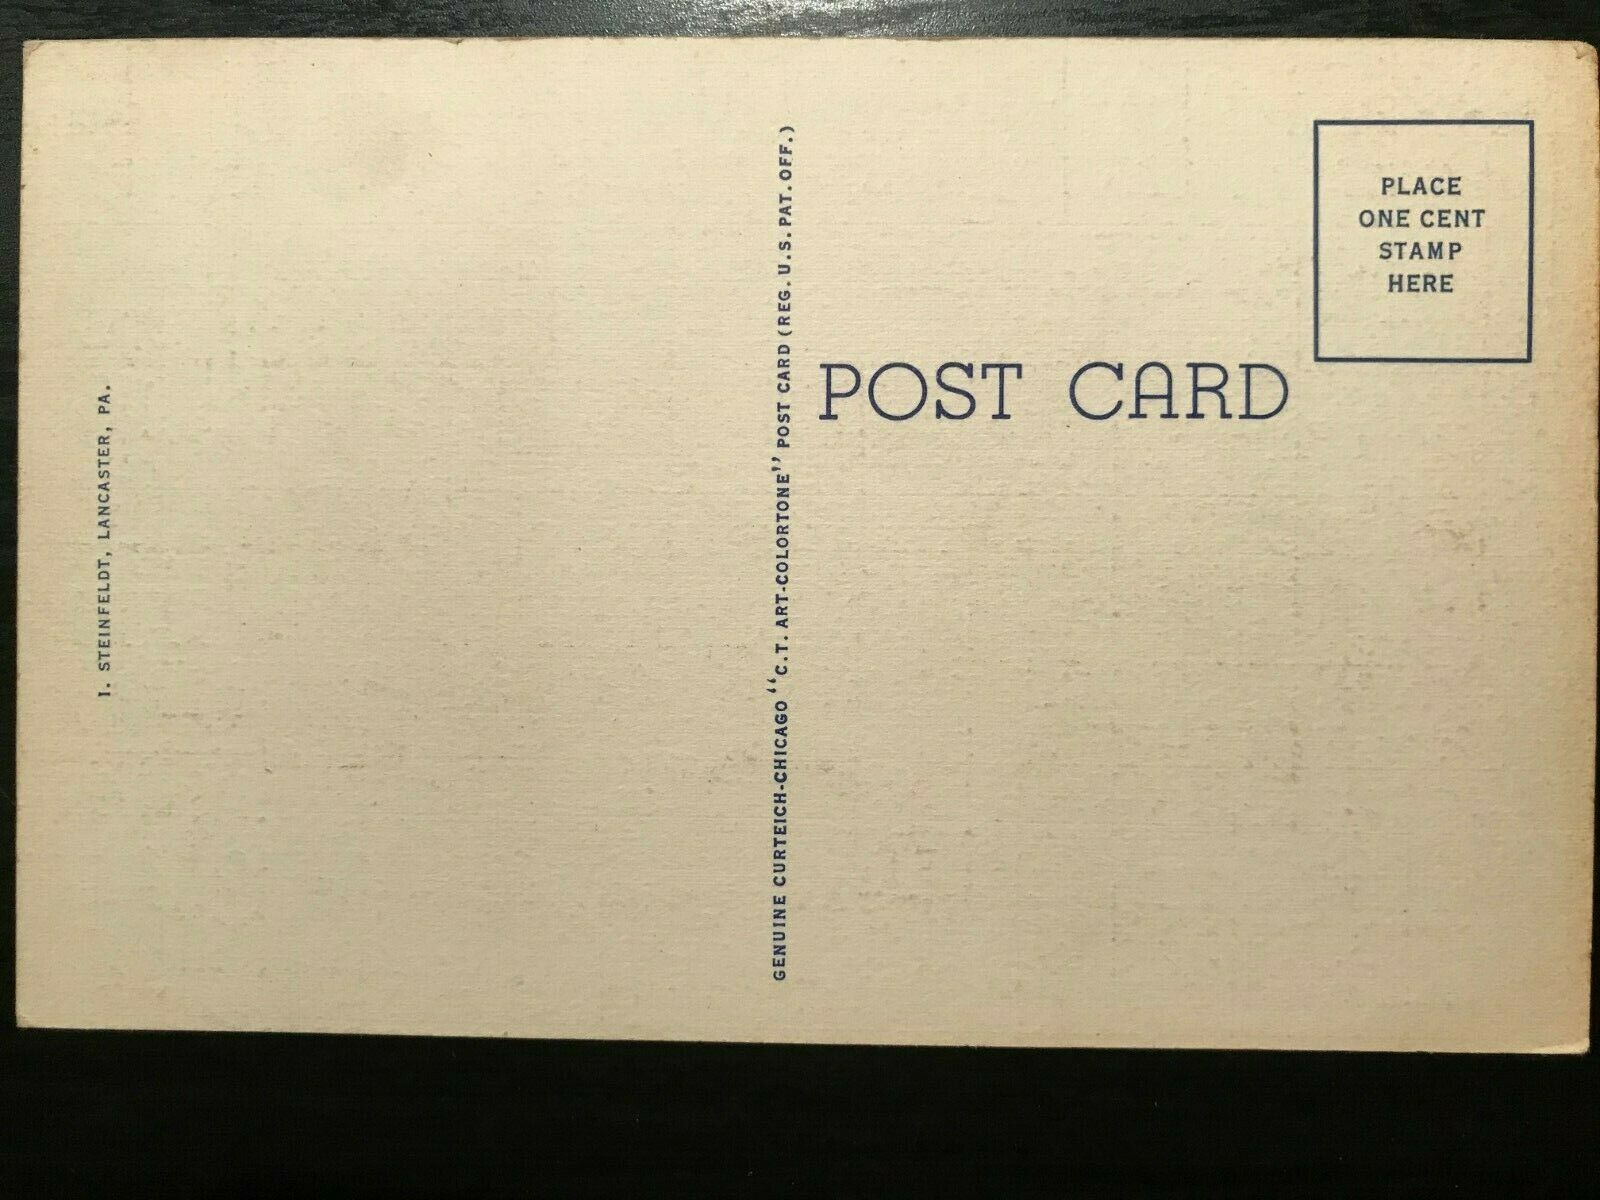 I. STEINFELDT, LANCASTER, PA.
GENUINE CURTEICH-CHICAGO "C.T. ART-COLORTONE" POST CARD (REG. U.S. PAT. OFF.)
POST CARD
PLACE
ONE CENT
STAMP
HERE